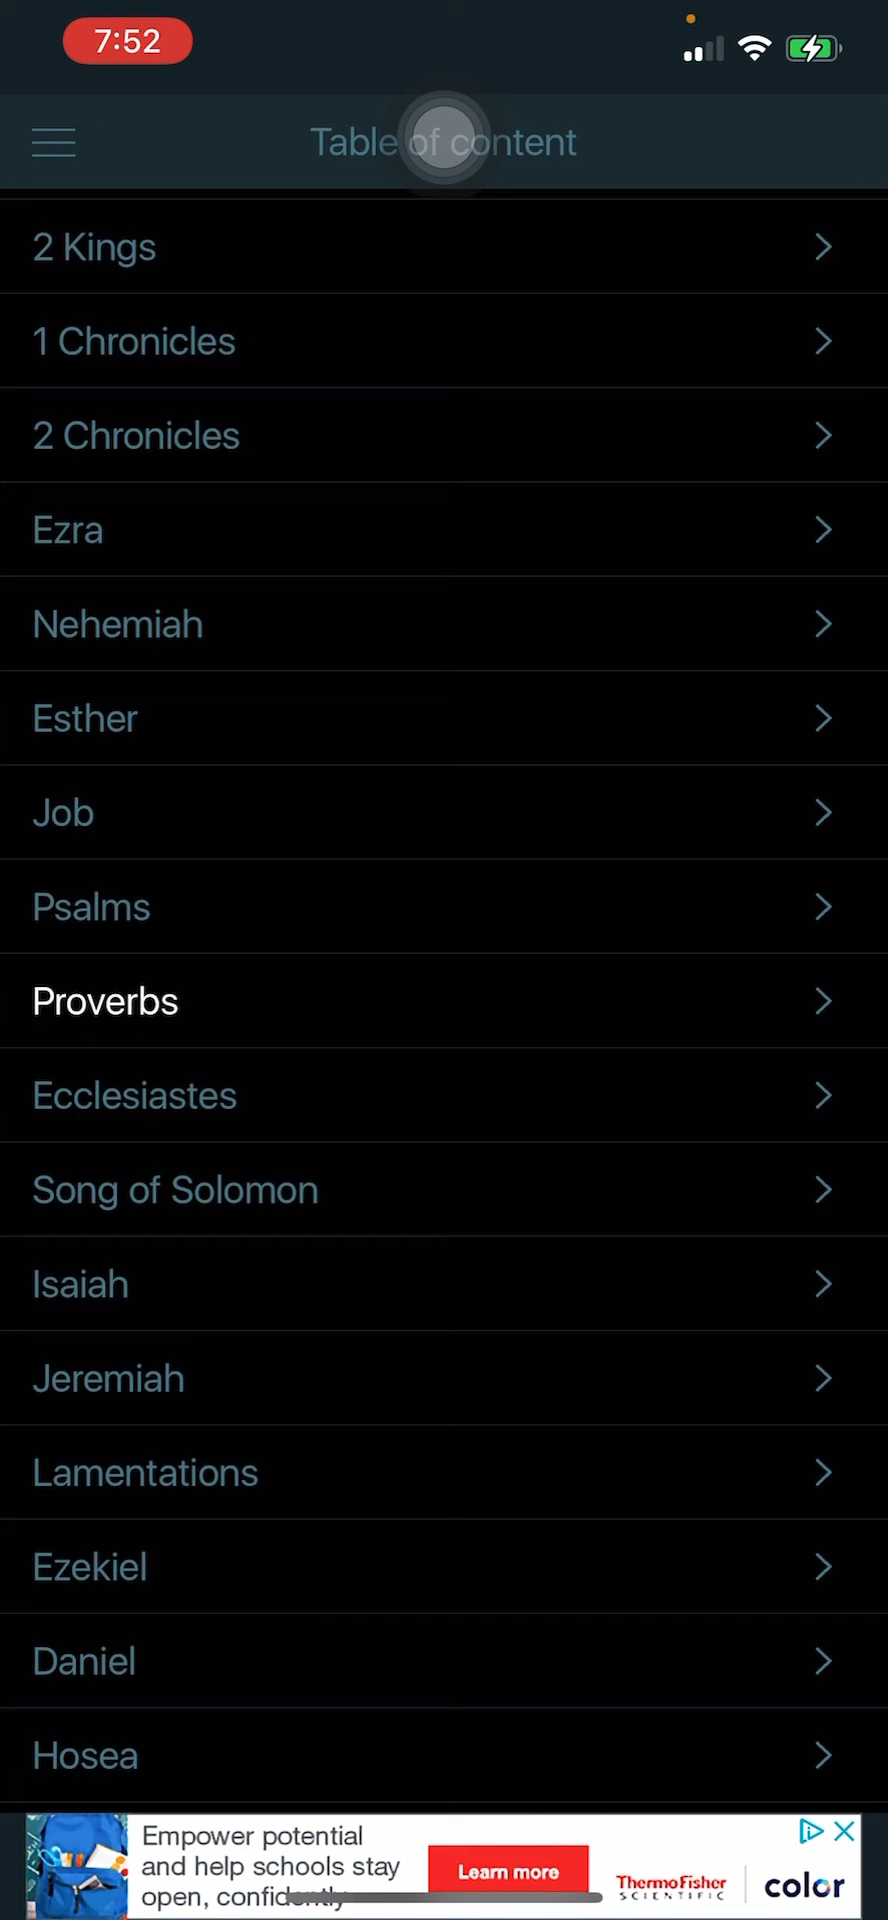 7:52
Table of content
2 Kings
1 Chronicles
2 Chronicles
Ezra
Nehemiah
Esther
Job
Psalms
Proverbs
Ecclesiastes
Song of Solomon
Isaiah
Jeremiah
Lamentations
Ezekiel
Daniel
Hosea
Empower potential
and help schools stay
open, confidently
Learn more
ThermoFisher
SCIENTIFIC
color